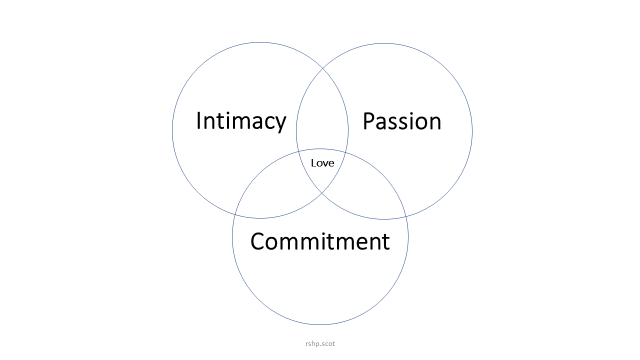 Intimacy
Passion
Love
Commitment
rshp.scot